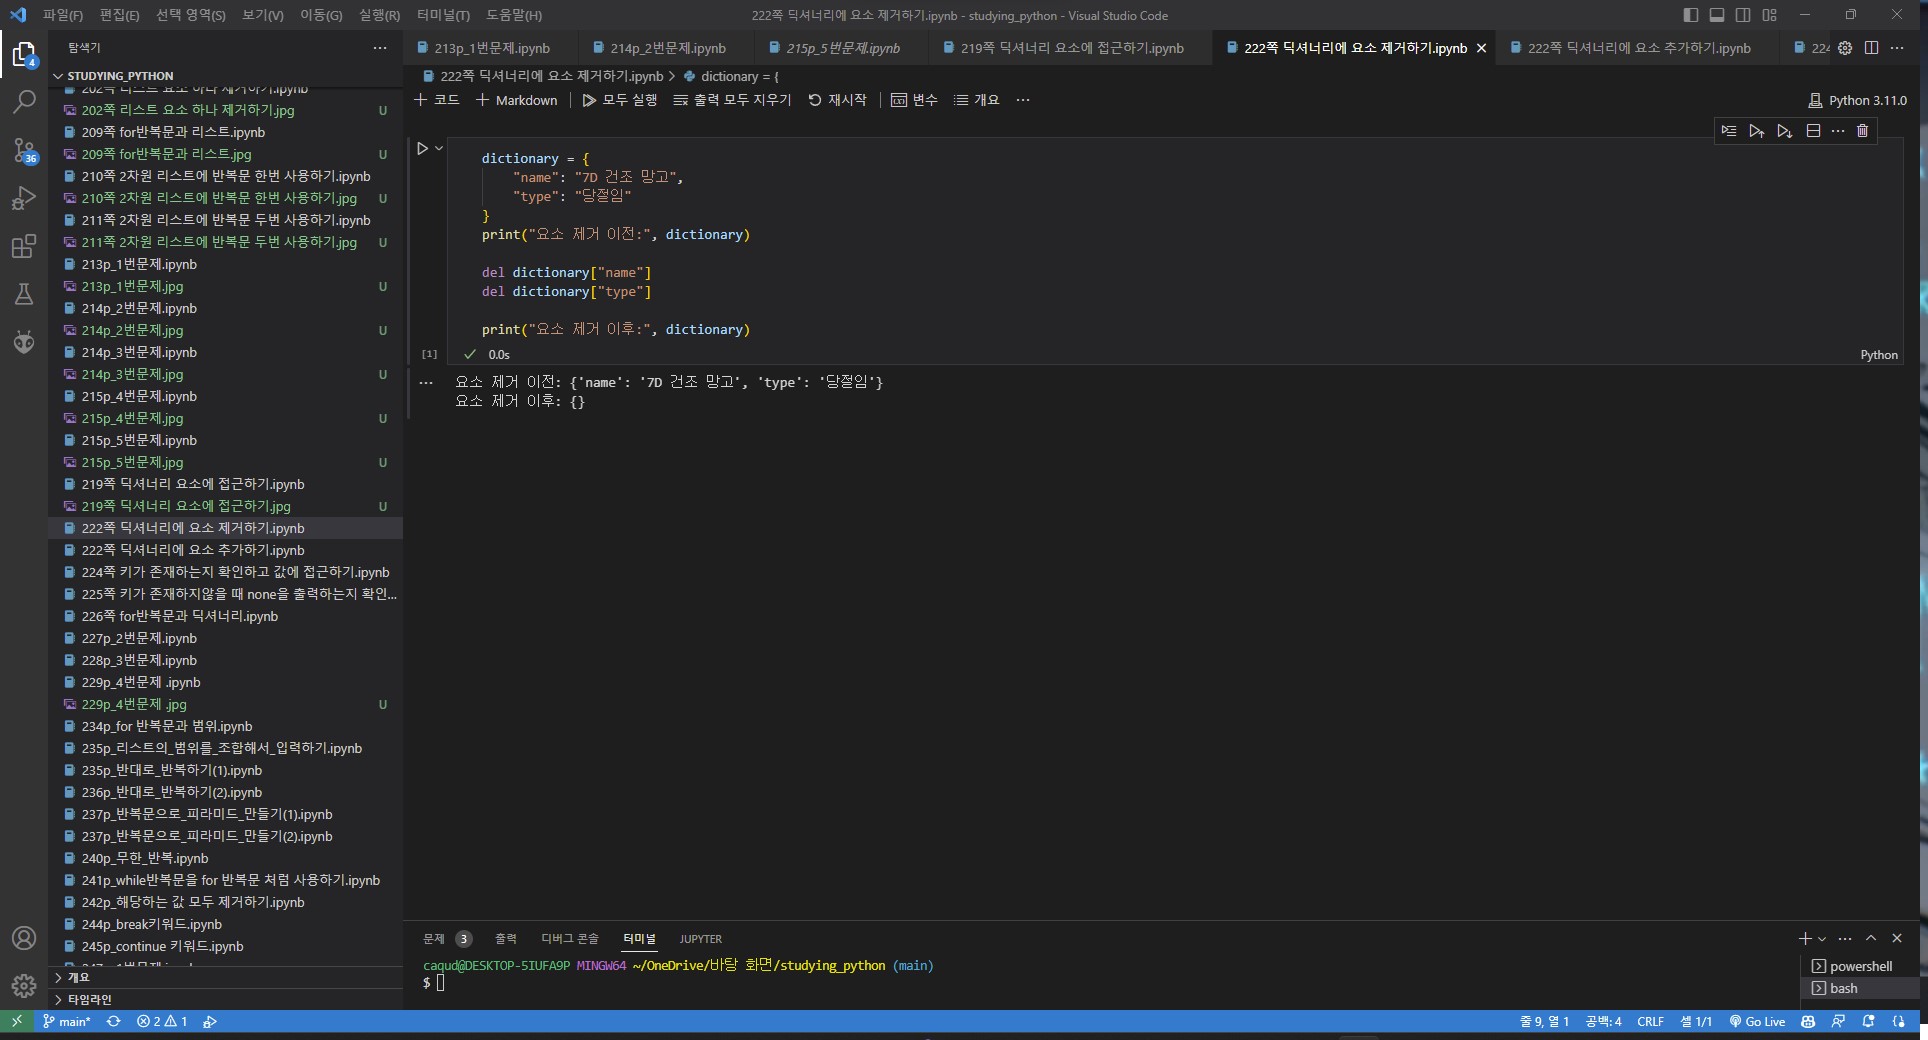 파일(F) 편집(E) 선택 영역(S) 보기(V) 이동(G) 실행(R) 터미널(T) 도움말(H)
222쪽 딕셔너리에 요소 제거하기.ipynb - studying_python - Visual Studio Code
탐색기
STUDYING_PYTHON
202쪽 리스트 요소 하나 제거하기.ipynb
202쪽 리스트 요소 하나 제거하기.jpg U
209쪽 for반복문과 리스트.ipynb
209쪽 for반복문과 리스트.jpg U
210쪽 2차원 리스트에 반복문 한번 사용하기.ipynb
210쪽 2차원 리스트에 반복문 한번 사용하기.jpg U
211쪽 2차원 리스트에 반복문 두번 사용하기.ipynb
211쪽 2차원 리스트에 반복문 두번 사용하기.jpg U
213p_1번문제.ipynb
213p_1번문제.jpg U
214p_2번문제.ipynb
214p_2번문제.jpg U
214p_3번문제.ipynb
214p_3번문제.jpg U
215p_4번문제.ipynb
215p_4번문제.jpg U
215p_5번문제.ipynb
215p_5번문제.jpg U
219쪽 딕셔너리 요소에 접근하기.ipynb
219쪽 딕셔너리 요소에 접근하기.jpg U
222쪽 딕셔너리에 요소 제거하기.ipynb
222쪽 딕셔너리에 요소 추가하기.ipynb
224쪽 키가 존재하는지 확인하고 값에 접근하기.ipynb
225쪽 키가 존재하지않을 때 none을 출력하는지 확인...
226쪽 for반복문과 딕셔너리.ipynb
227p_2번문제.ipynb
228p_3번문제.ipynb
229p_4번문제 .ipynb
229p_4번문제 .jpg U
234p_for 반복문과 범위.ipynb
235p_리스트의_범위를_조합해서_입력하기.ipynb
235p_반대로_반복하기(1).ipynb
236p_반대로_반복하기(2).ipynb
237p_반복문으로_피라미드_만들기(1).ipynb
237p_반복문으로_피라미드_만들기(2).ipynb
240p_무한_반복.ipynb
241p_while반복문을 for 반복문 처럼 사용하기.ipynb
242p_해당하는 값 모두 제거하기.ipynb
244p_break키워드.ipynb
245p_continue 키워드.ipynb
개요
타임라인
4
36
213p_1번문제.ipynb 214p_2번문제.ipynb 215p_5번문제.ipynb 219쪽 딕셔너리 요소에 접근하기.ipynb 222쪽 딕셔너리에 요소 제거하기.ipynb 222쪽 딕셔너리에 요소 추가하기.ipynb 224
222쪽 딕셔너리에 요소 제거하기.ipynb > dictionary = {
+ 코드 + Markdown 모두 실행 출력 모두 지우기 재시작 변수 개요 ... Python 3.11.0
dictionary = {
"name": "7D 건조 망고",
"type": "당절임"
}
print("요소 제거 이전:", dictionary)
del dictionary["name"]
del dictionary["type"]
print("요소 제거 이후:", dictionary)
[1] 0.0s Python
요소 제거 이전: {'name': '7D 건조 망고', 'type': '당절임'}
요소 제거 이후: {}
문제 3 출력 디버그 콘솔 터미널 JUPYTER
caqud@DESKTOP-5IUFA9P MINGW64 ~/OneDrive/바탕 화면/studying_python (main)
$
powershell
bash
main* 2 1 줄 9, 열 1 공백: 4 CRLF 셀 1/1 Go Live